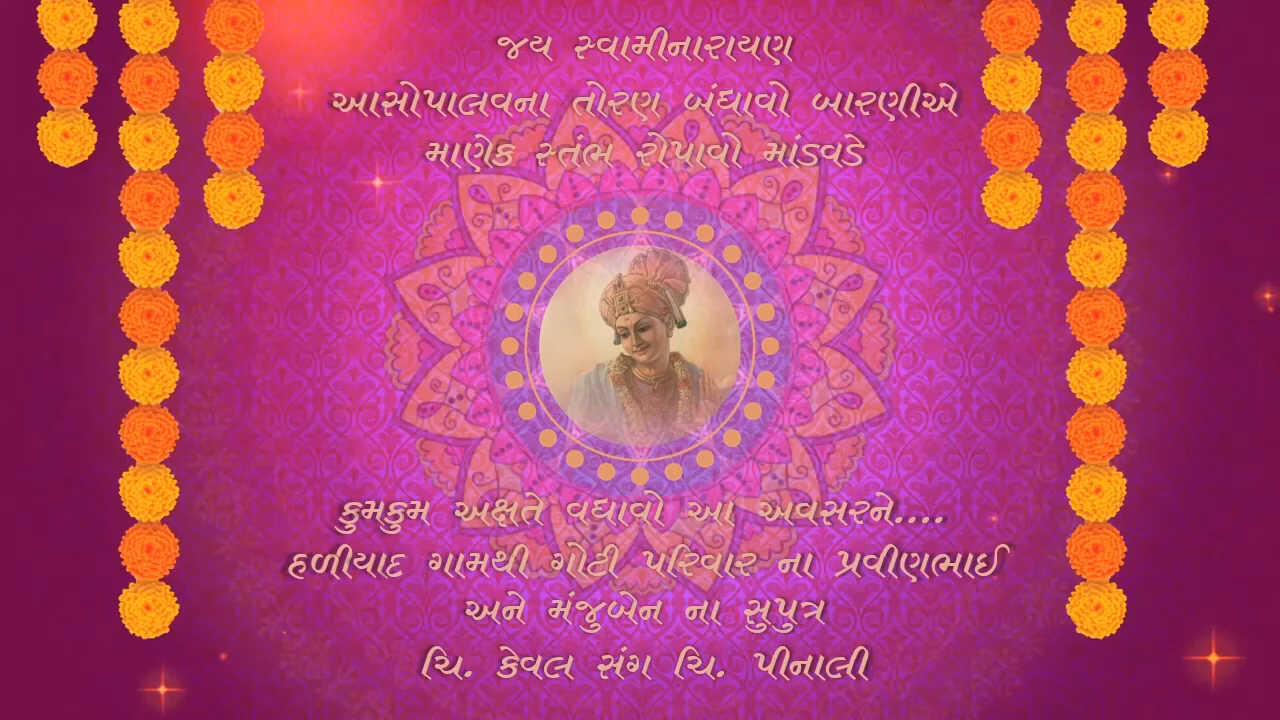 જય સ્વામીનારાયણ
આસોપાલવના તોરણ બંધાવો બારણીએ
માણેક સ્તંભ રોપાવો માંડવડે
કુમકુમ અક્ષતે વધાવો આ અવસરને....
હળીયાદ ગામથી ગોટી પરિવાર ના પ્રવીણભાઈ
અને મંજુબેન ના સુપુત્ર
ચિ. કેવલ સંગ ચિ. પીનાલી